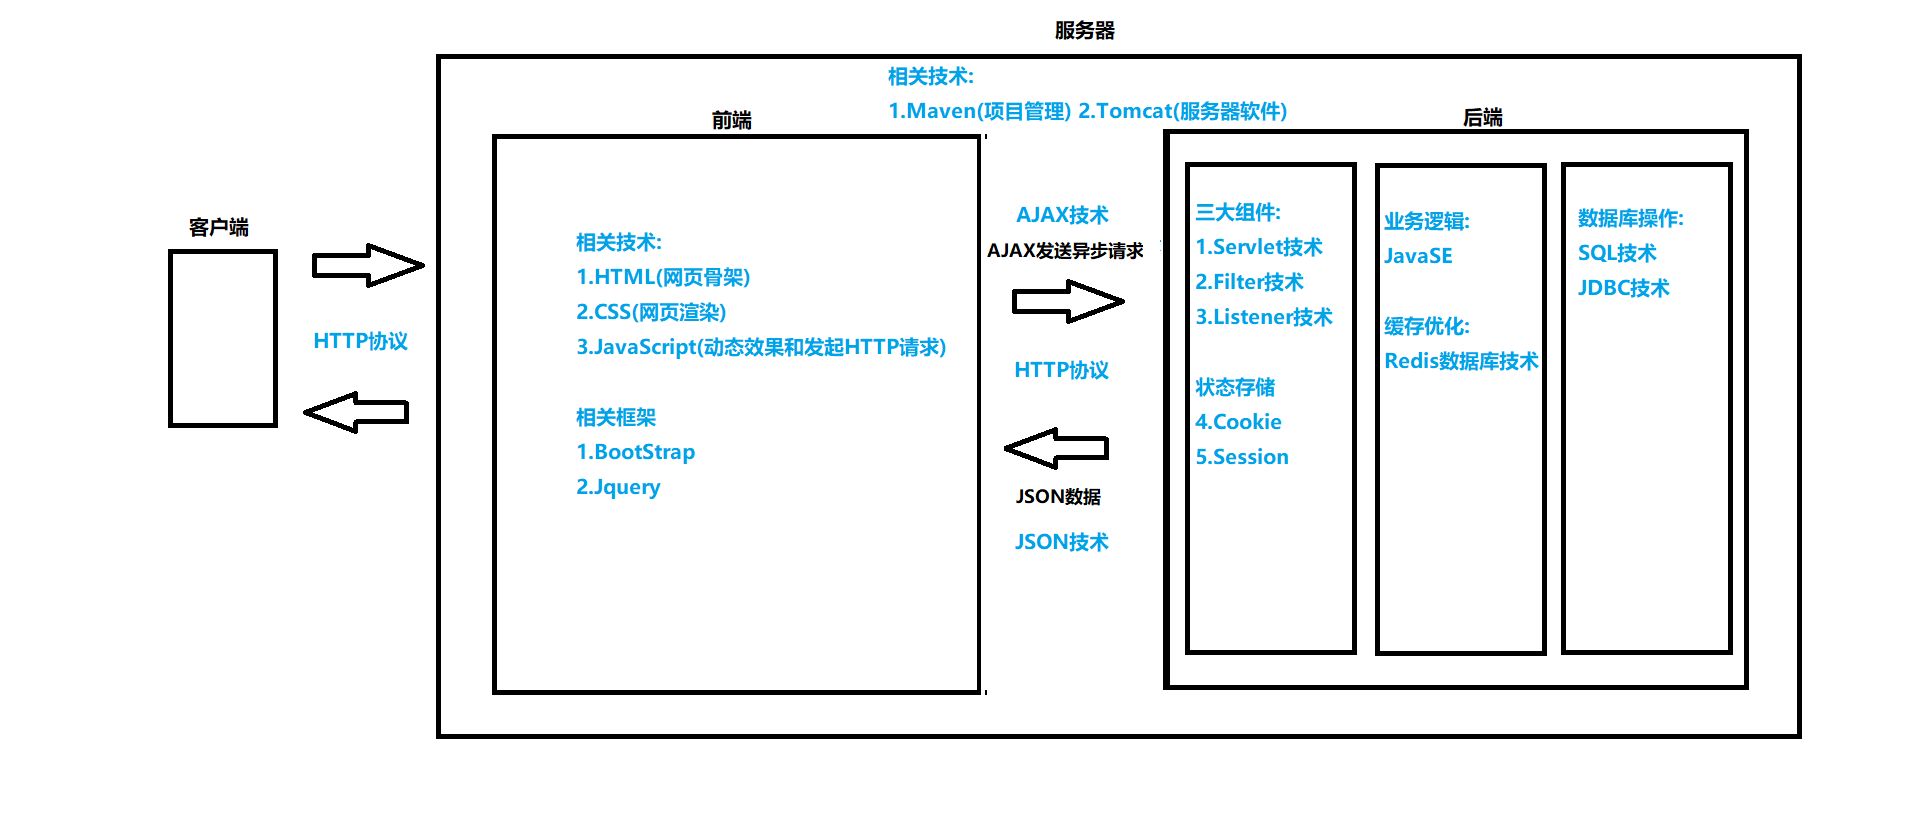 服务器
相关技术:
1.Maven(项目管理) 2.Tomcat(服务器软件)
客户端
HTTP协议
前端
相关技术:
1.HTML(网页骨架)
2.CSS(网页渲染)
3.JavaScript(动态效果和发起HTTP请求)
相关框架
1.BootStrap
2.Jquery
AJAX技术
AJAX发送异步请求
HTTP协议
JSON数据
JSON技术
后端
三大组件:
1.Servlet技术
2.Filter技术
3.Listener技术
状态存储
4.Cookie
5.Session
业务逻辑:
JavaSE
缓存优化:
Redis数据库技术
数据库操作:
SQL技术
JDBC技术